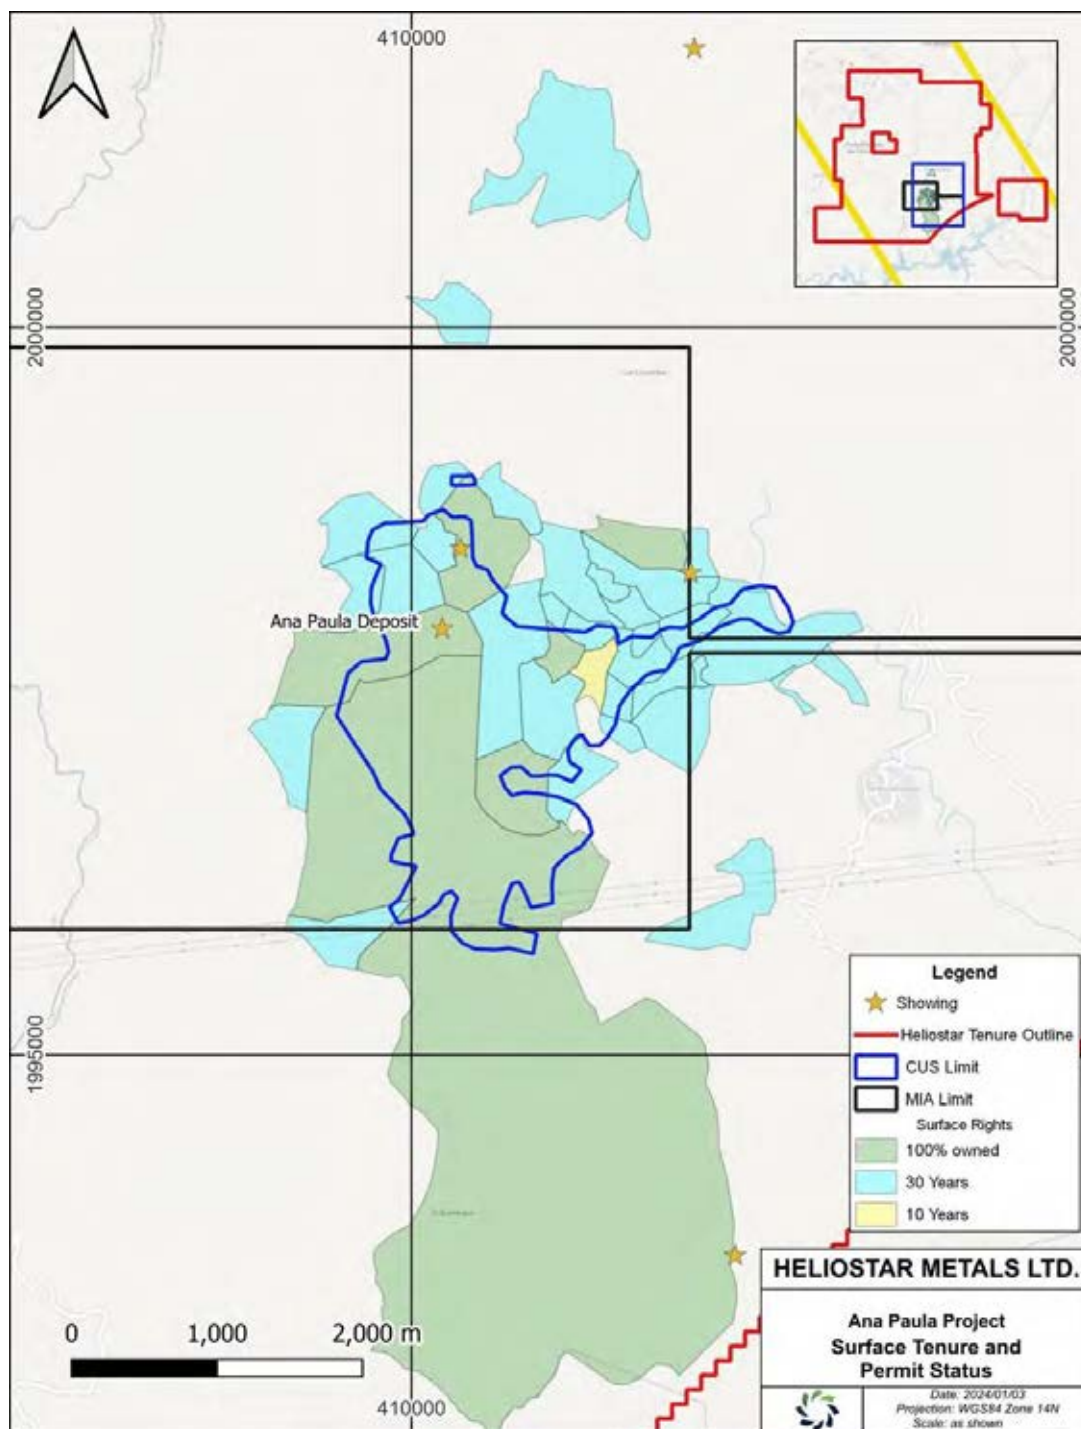 410000
2000000
2000000
Ana Paula Deposit
1995000
Legend
Showing
Heliostar Tenure Outline
CUS Limit
MIA Limit
Surface Rights
100% owned
30 Years
10 Years
0 1,000 2,000 m
410000
HELIOSTAR METALS LTD.
Ana Paula Project
Surface Tenure and
Permit Status
Date: 2024/01/03
Projection: WGS84 Zone 14N
Scale: as shown